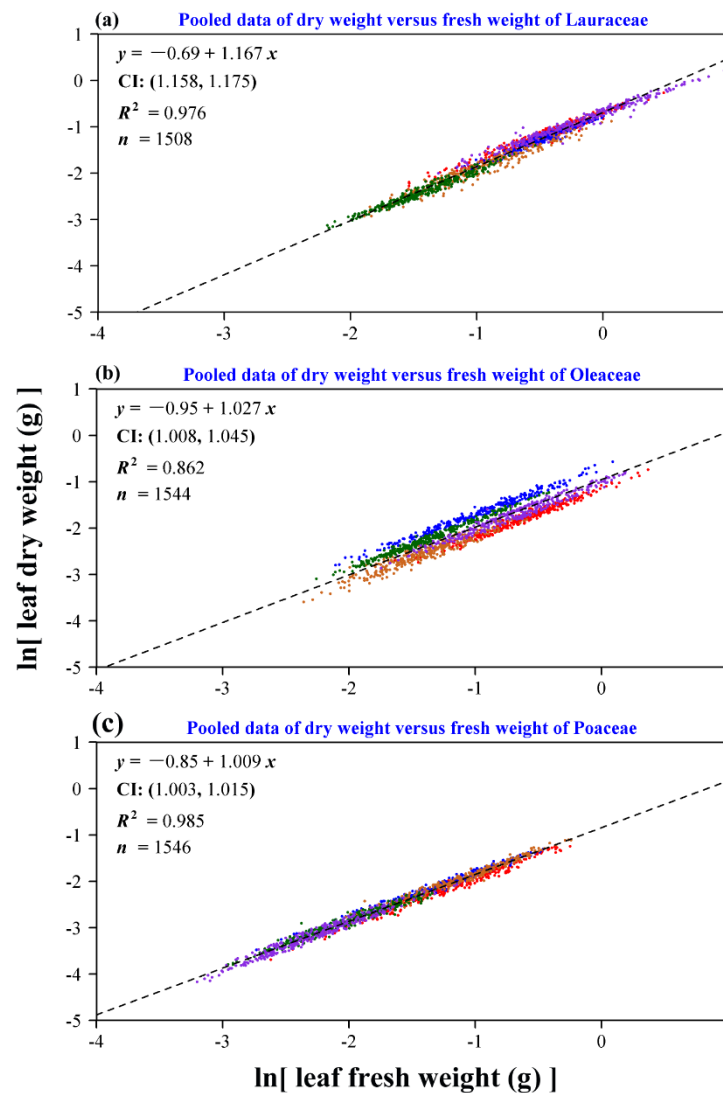 (a) Pooled data of dry weight versus fresh weight of Lauraceae
y = −0.69 + 1.167 x
CI: (1.158, 1.175)
R² = 0.976
n = 1508
1
0
-1
-2
-3
-4
-5
-4 -3 -2 -1 0
(b) Pooled data of dry weight versus fresh weight of Oleaceae
y = −0.95 + 1.027 x
CI: (1.008, 1.045)
R² = 0.862
n = 1544
1
0
-1
-2
-3
-4
-5
-4 -3 -2 -1 0
ln[ leaf dry weight (g) ]
(c) Pooled data of dry weight versus fresh weight of Poaceae
y = −0.85 + 1.009 x
CI: (1.003, 1.015)
R² = 0.985
n = 1546
1
0
-1
-2
-3
-4
-5
-4 -3 -2 -1 0
ln[ leaf fresh weight (g) ]